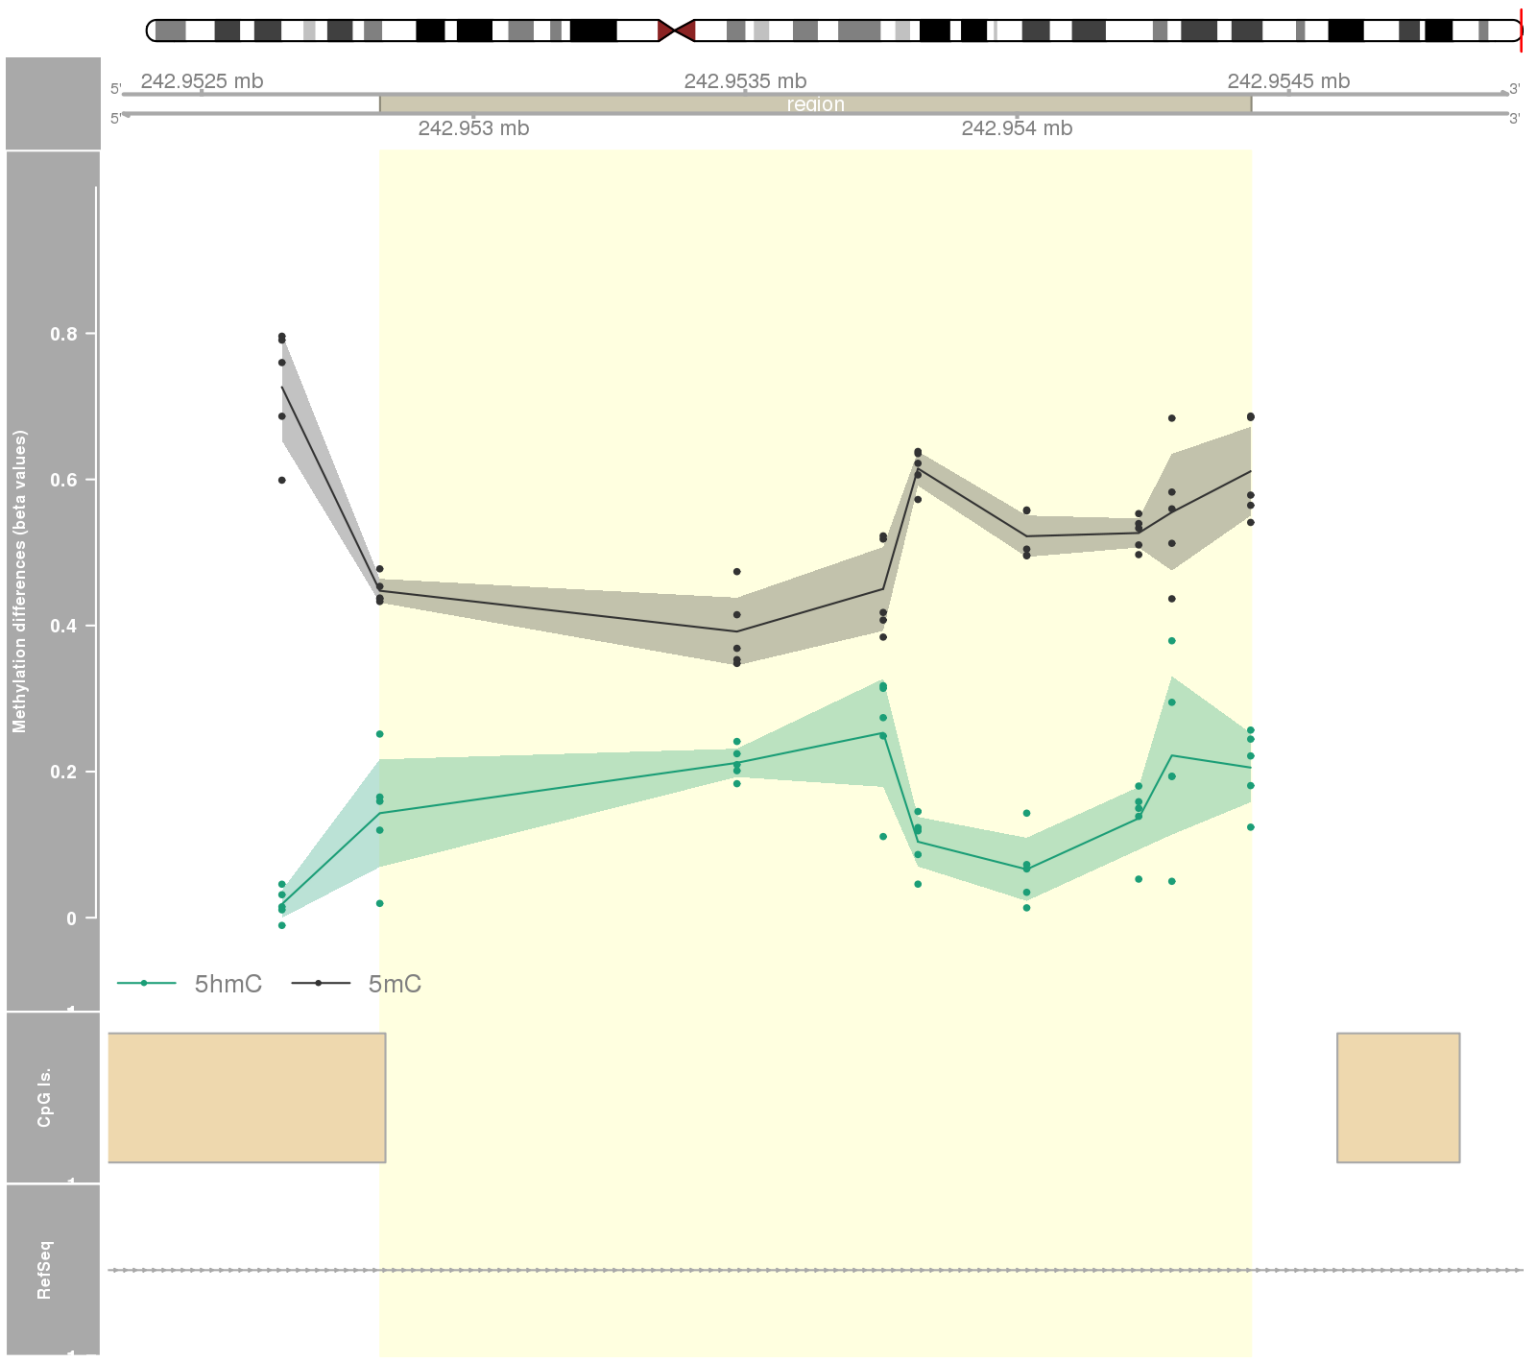 242.9525 mb 242.9535 mb 242.9545 mb
5' 3'
region
5' 3'
242.953 mb 242.954 mb
Methylation differences (beta values)
0.8
0.6
0.4
0.2
0
5hmC 5mC
CpG Is.
RefSeq